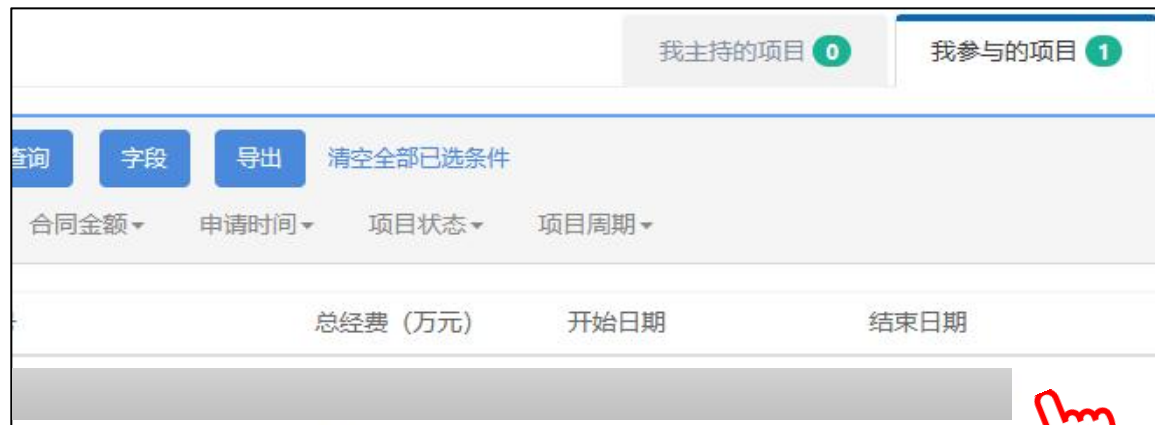 我主持的项目 0 我参与的项目 1
查询 字段 导出 清空全部已选条件
合同金额 申请时间 项目状态 项目周期
总经费（万元） 开始日期 结束日期